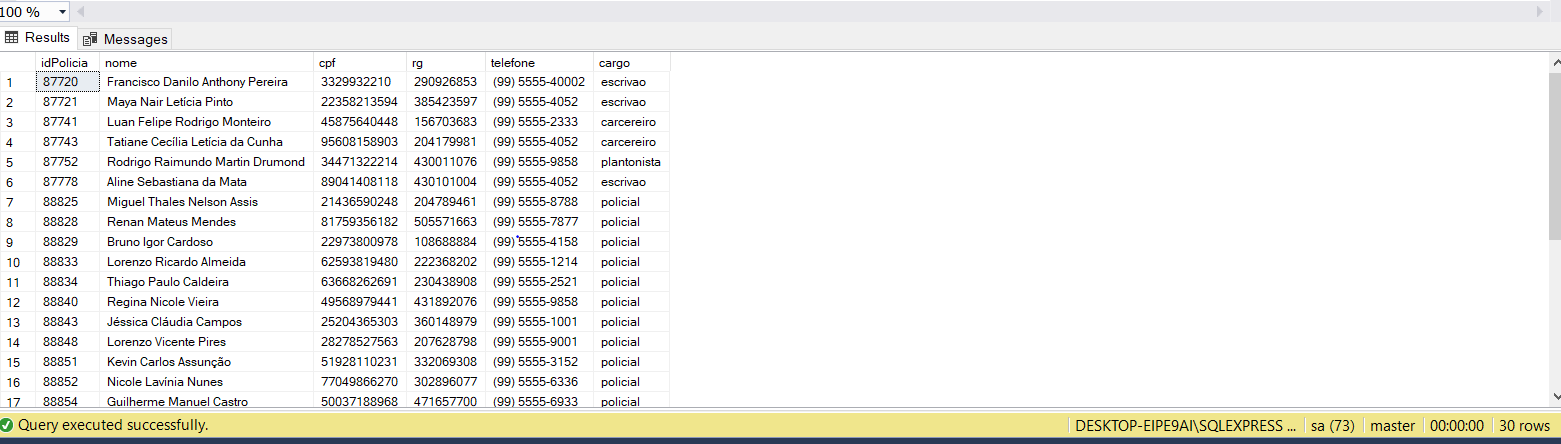 100 %
Results Messages
idPolicia nome cpf rg telefone cargo
1 87720 Francisco Danilo Anthony Pereira 3329932210 290926853 (99) 5555-40002 escrivao
2 87721 Maya Nair Letícia Pinto 22358213594 385423597 (99) 5555-4052 escrivao
3 87741 Luan Felipe Rodrigo Monteiro 45875640448 156703683 (99) 5555-2333 carcereiro
4 87743 Tatiane Cecília Letícia da Cunha 95608158903 204179981 (99) 5555-4052 carcereiro
5 87752 Rodrigo Raimundo Martin Drumond 34471322214 430011076 (99) 5555-9858 plantonista
6 87778 Aline Sebastiana da Mata 89041408118 430101004 (99) 5555-4052 escrivao
7 88825 Miguel Thales Nelson Assis 21436590248 204789461 (99) 5555-8788 policial
8 88828 Renan Mateus Mendes 81759356182 505571663 (99) 5555-7877 policial
9 88829 Bruno Igor Cardoso 22973800978 108688884 (99) 5555-4158 policial
10 88833 Lorenzo Ricardo Almeida 62593819480 222368202 (99) 5555-1214 policial
11 88834 Thiago Paulo Caldeira 63668262691 230438908 (99) 5555-2521 policial
12 88840 Regina Nicole Vieira 49568979441 431892076 (99) 5555-9858 policial
13 88843 Jéssica Cláudia Campos 25204365303 360148979 (99) 5555-1001 policial
14 88848 Lorenzo Vicente Pires 28278527563 207628798 (99) 5555-9001 policial
15 88851 Kevin Carlos Assunção 51928110231 332069308 (99) 5555-3152 policial
16 88852 Nicole Lavínia Nunes 77049866270 302896077 (99) 5555-6336 policial
17 88854 Guilherme Manuel Castro 50037188968 471657700 (99) 5555-6933 policial
Query executed successfully. DESKTOP-EIPE9AI\SQLEXPRESS ... sa (73) master 00:00:00 30 rows